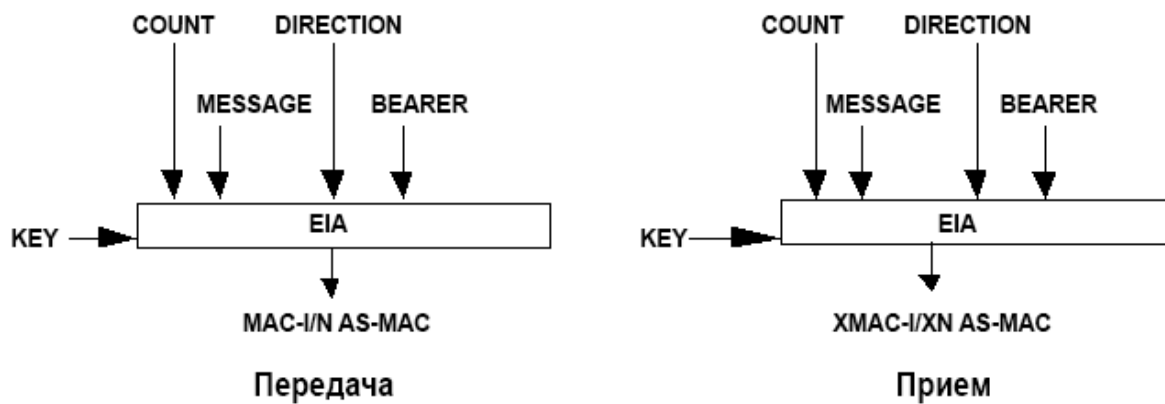 COUNT DIRECTION COUNT DIRECTION
MESSAGE BEARER MESSAGE BEARER
EIA EIA
KEY KEY
MAC-I/N AS-MAC XMAC-I/XN AS-MAC
Передача Прием